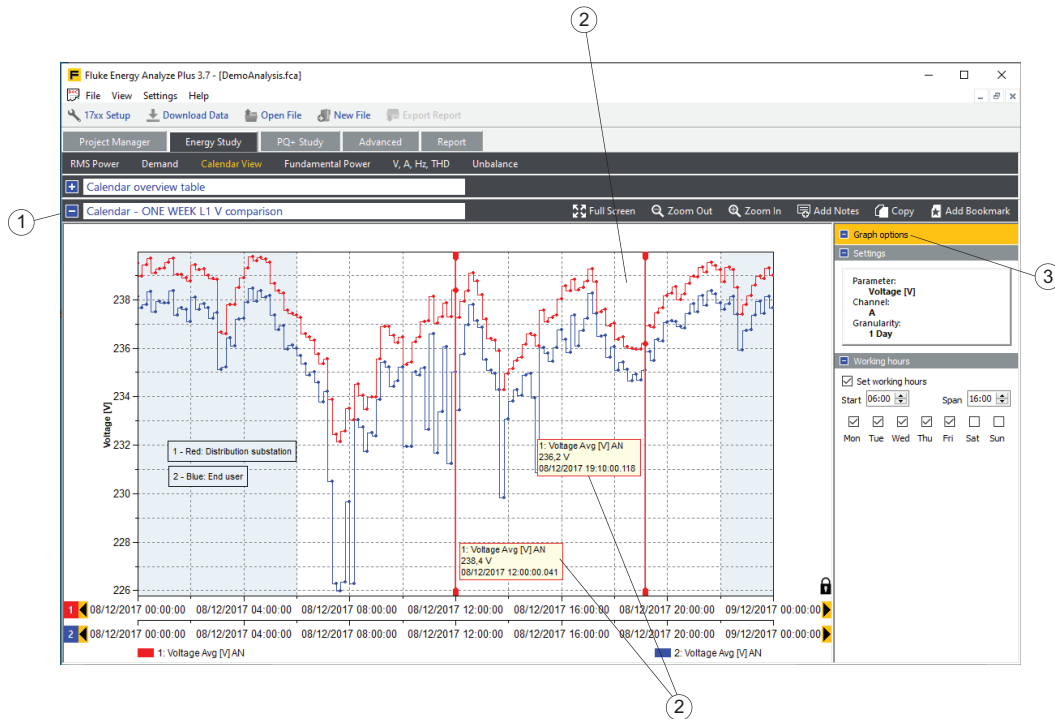 2
Fluke Energy Analyze Plus 3.7 - [DemoAnalysis.fca]
File View Settings Help
17xx Setup Download Data Open File New File Export Report
Project Manager Energy Study PQ+ Study Advanced Report
RMS Power Demand Calendar View Fundamental Power V, A, Hz, THD Unbalance
Calendar overview table
1
Calendar - ONE WEEK L1 V comparison Full Screen Zoom Out Zoom In Add Notes Copy Add Bookmark
Graph options
3
Settings
Parameter:
Voltage [V]
Channel:
A
Granularity:
1 Day
Working hours
Set working hours
Start 06:00 Span 16:00
Mon Tue Wed Thu Fri Sat Sun
Voltage [V]
238
236
234
232
230
228
226
1 - Red: Distribution substation
2 - Blue: End user
1: Voltage Avg [V] AN
236,2 V
08/12/2017 19:10:00.118
1: Voltage Avg [V] AN
238,4 V
08/12/2017 12:00:00.041
1 08/12/2017 00:00:00 08/12/2017 04:00:00 08/12/2017 08:00:00 08/12/2017 12:00:00 08/12/2017 16:00:00 08/12/2017 20:00:00 09/12/2017 00:00:00
2 08/12/2017 00:00:00 08/12/2017 04:00:00 08/12/2017 08:00:00 08/12/2017 12:00:00 08/12/2017 16:00:00 08/12/2017 20:00:00 09/12/2017 00:00:00
1: Voltage Avg [V] AN 2: Voltage Avg [V] AN
2